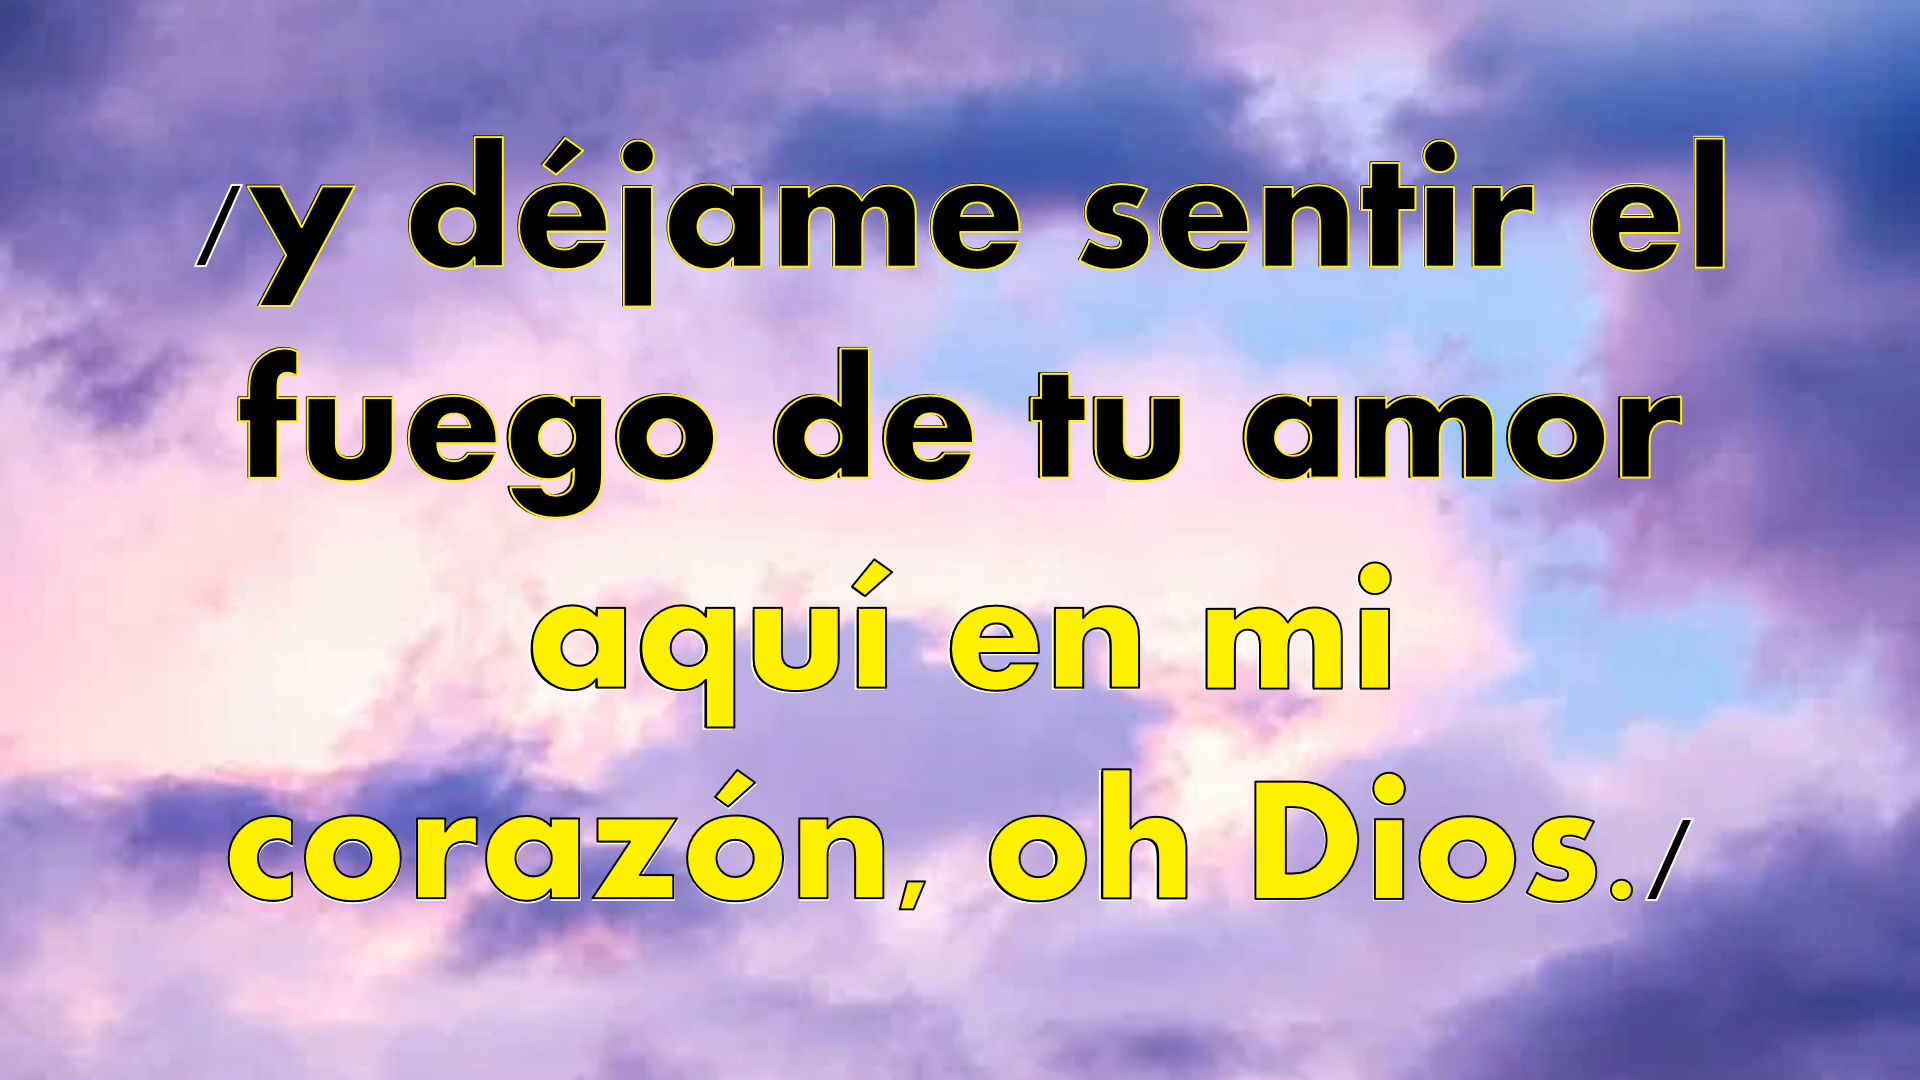 /y déjame sentir el
fuego de tu amor
aquí en mi
corazón, oh Dios./